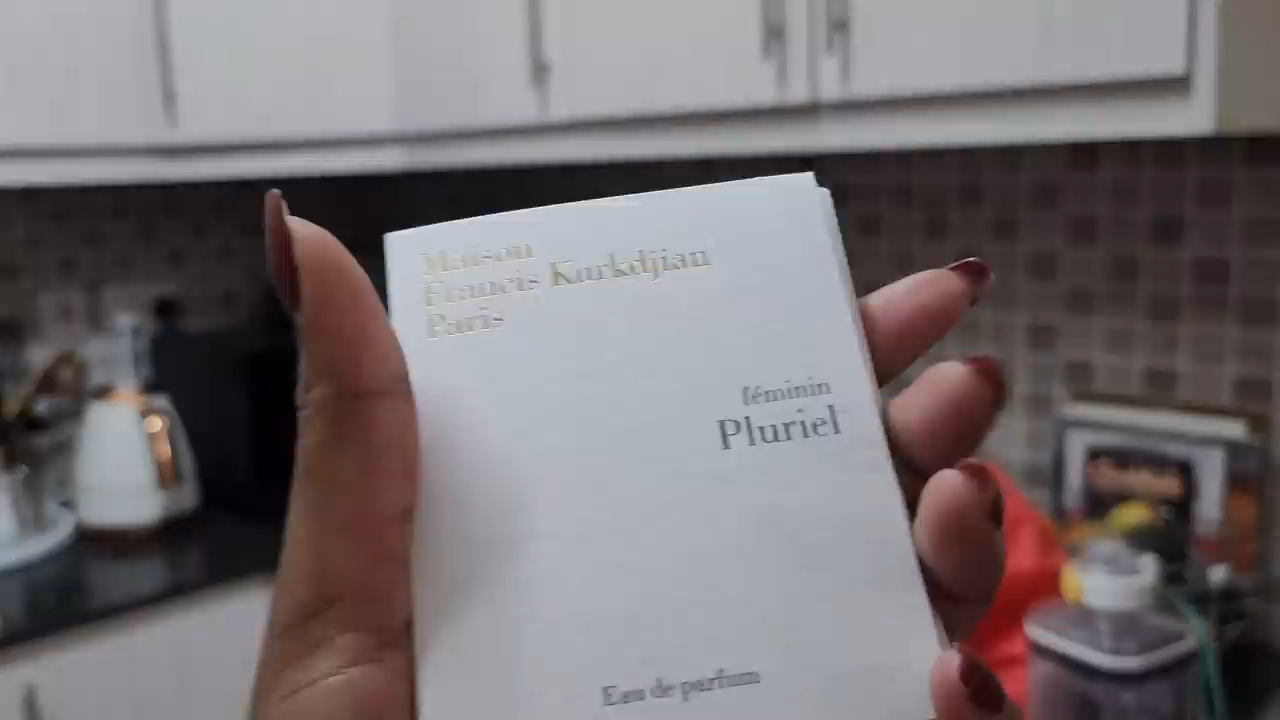 Maison
Francis Kurkdjian
Paris
féminin
Pluriel
Eau de parfum